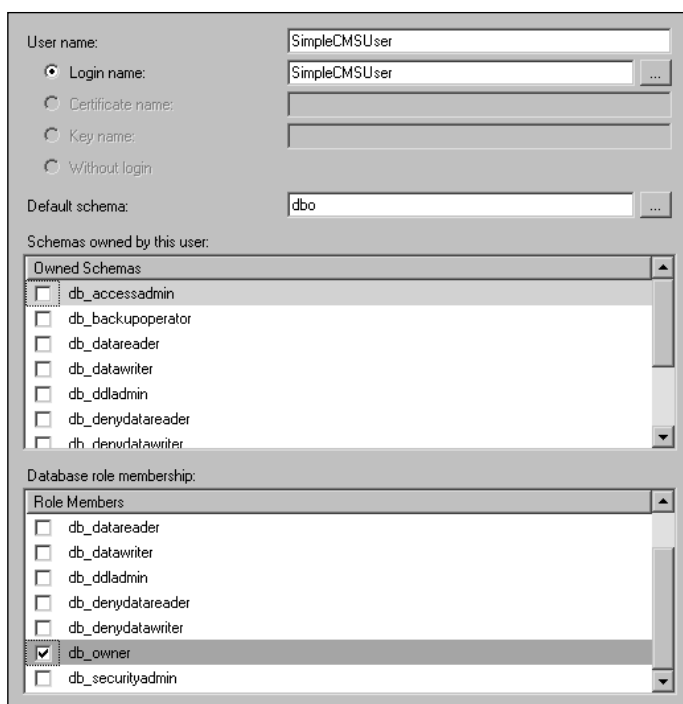 User name: SimpleCMSUser
Login name: SimpleCMSUser ...
Certificate name:
Key name:
Without login
Default schema: dbo ...
Schemas owned by this user:
Owned Schemas
db_accessadmin
db_backupoperator
db_datareader
db_datawriter
db_ddladmin
db_denydatareader
db_denydatawriter
Database role membership:
Role Members
db_datareader
db_datawriter
db_ddladmin
db_denydatareader
db_denydatawriter
db_owner
db_securityadmin